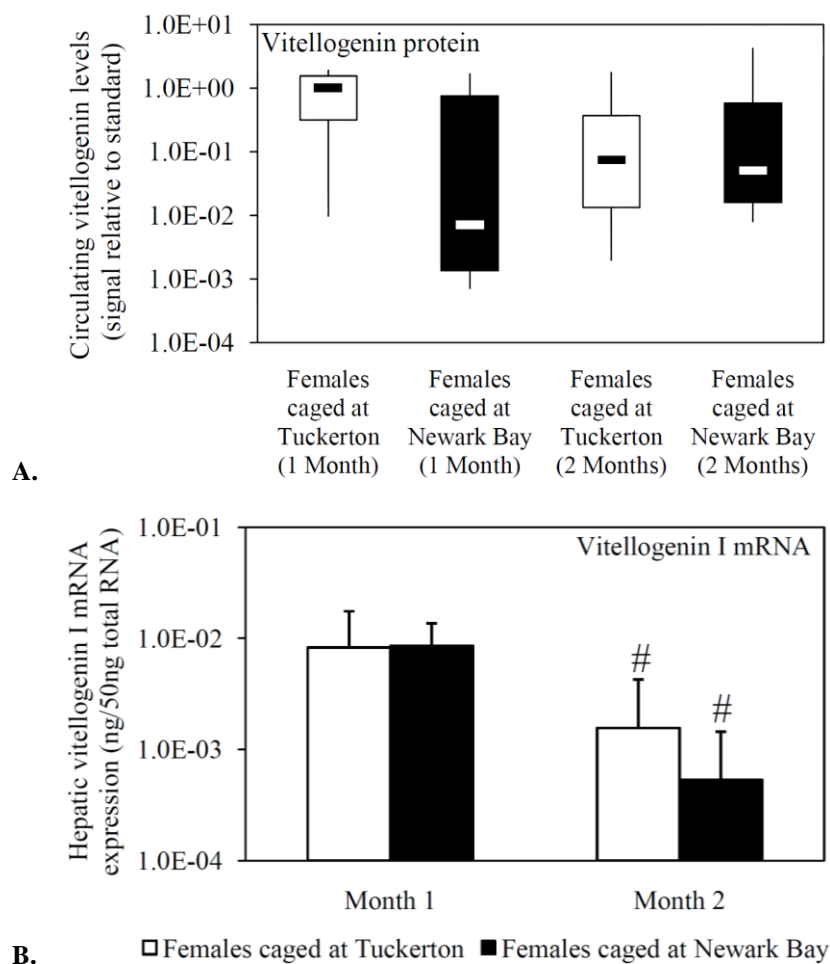 Circulating vitellogenin levels
(signal relative to standard)
1.0E+01
1.0E+00
1.0E-01
1.0E-02
1.0E-03
1.0E-04
Vitellogenin protein
Females
caged at
Tuckerton
(1 Month)
Females
caged at
Newark Bay
(1 Month)
Females
caged at
Tuckerton
(2 Months)
Females
caged at
Newark Bay
(2 Months)
A.
Hepatic vitellogenin I mRNA
expression (ng/50ng total RNA)
1.0E-01
1.0E-02
1.0E-03
1.0E-04
Vitellogenin I mRNA
#
#
Month 1
Month 2
B.
Females caged at Tuckerton
Females caged at Newark Bay